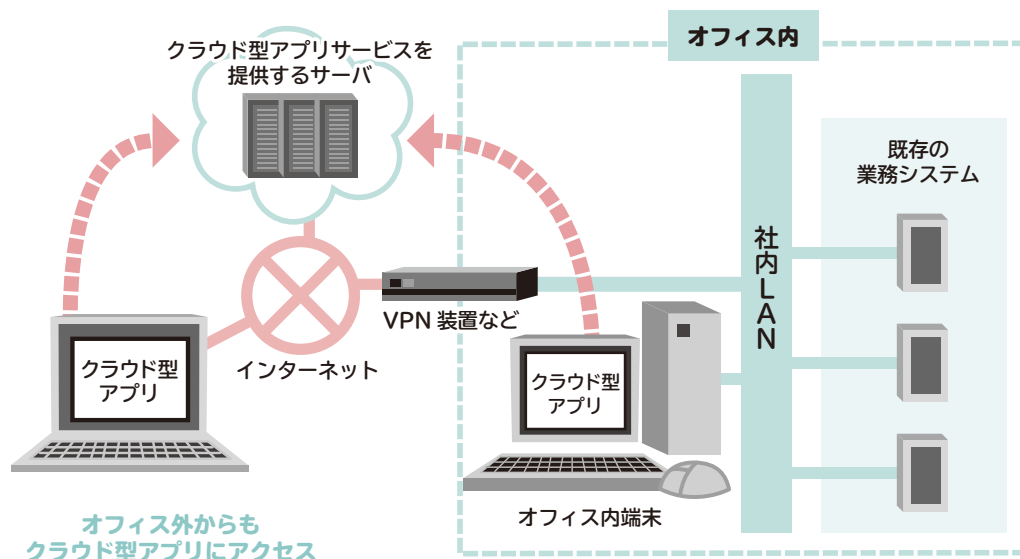 クラウド型アプリサービスを
提供するサーバ
オフィス内
既存の
業務システム
社内LAN
VPN 装置など
インターネット
クラウド型
アプリ
クラウド型
アプリ
オフィス内端末
オフィス外からも
クラウド型アプリにアクセス